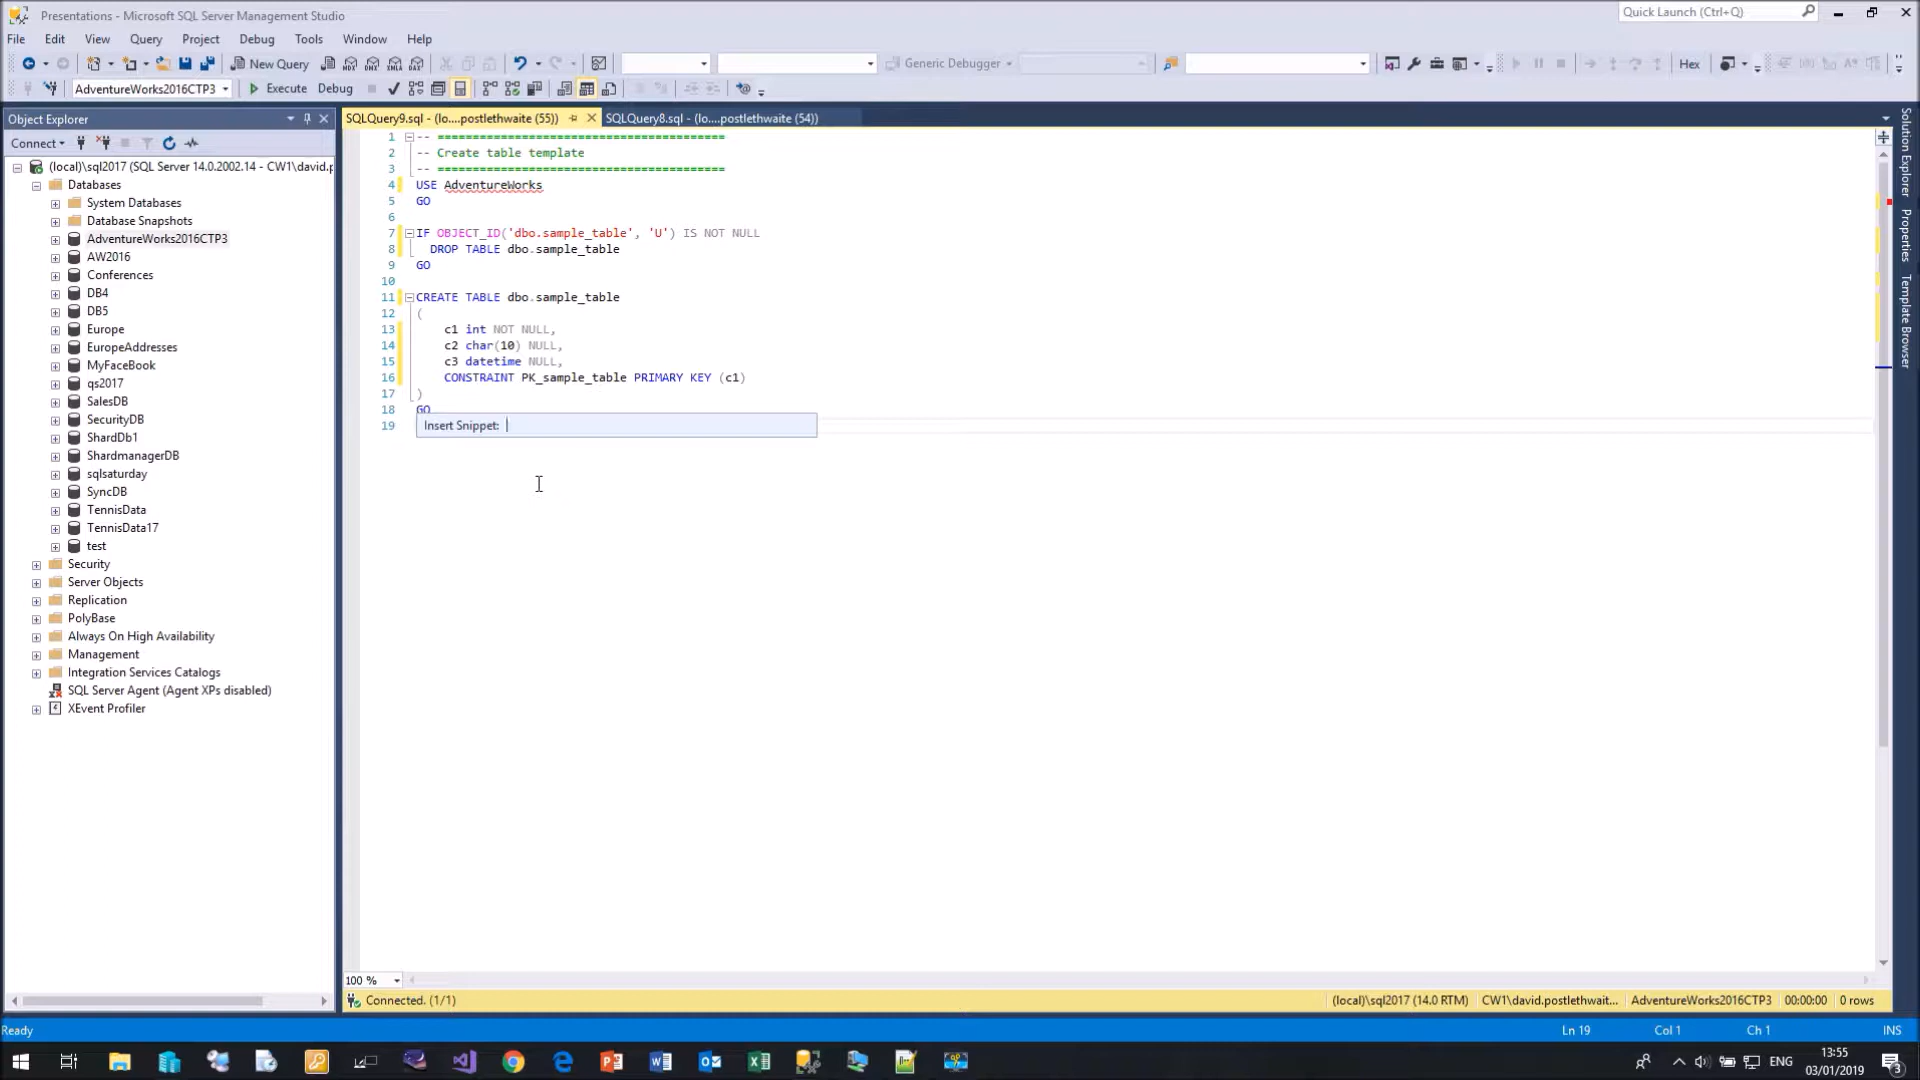 Presentations - Microsoft SQL Server Management Studio
Quick Launch (Ctrl+Q)
File Edit View Query Project Debug Tools Window Help
New Query
Generic Debugger
Hex
AdventureWorks2016CTP3
Execute Debug
Object Explorer
SQLQuery9.sql - (lo....postlethwaite (55))
SQLQuery8.sql - (lo....postlethwaite (54))
Connect
(local)\sql2017 (SQL Server 14.0.2002.14 - CW1\david.p
Databases
System Databases
Database Snapshots
AdventureWorks2016CTP3
AW2016
Conferences
DB4
DB5
Europe
EuropeAddresses
MyFaceBook
qs2017
SalesDB
SecurityDB
ShardDb1
ShardmanagerDB
sqlsaturday
SyncDB
TennisData
TennisData17
test
Security
Server Objects
Replication
PolyBase
Always On High Availability
Management
Integration Services Catalogs
SQL Server Agent (Agent XPs disabled)
XEvent Profiler
1 -- =========================================
2 -- Create table template
3 -- =========================================
4 USE AdventureWorks
5 GO
6
7 IF OBJECT_ID('dbo.sample_table', 'U') IS NOT NULL
8 DROP TABLE dbo.sample_table
9 GO
10
11 CREATE TABLE dbo.sample_table
12 (
13 c1 int NOT NULL,
14 c2 char(10) NULL,
15 c3 datetime NULL,
16 CONSTRAINT PK_sample_table PRIMARY KEY (c1)
17 )
18 GO
19 Insert Snippet:
Solution Explorer
Properties
Template Browser
100 %
Connected. (1/1)
(local)\sql2017 (14.0 RTM)
CW1\david.postlethwait...
AdventureWorks2016CTP3
00:00:00
0 rows
Ready
Ln 19
Col 1
Ch 1
INS
ENG
13:55
03/01/2019
3